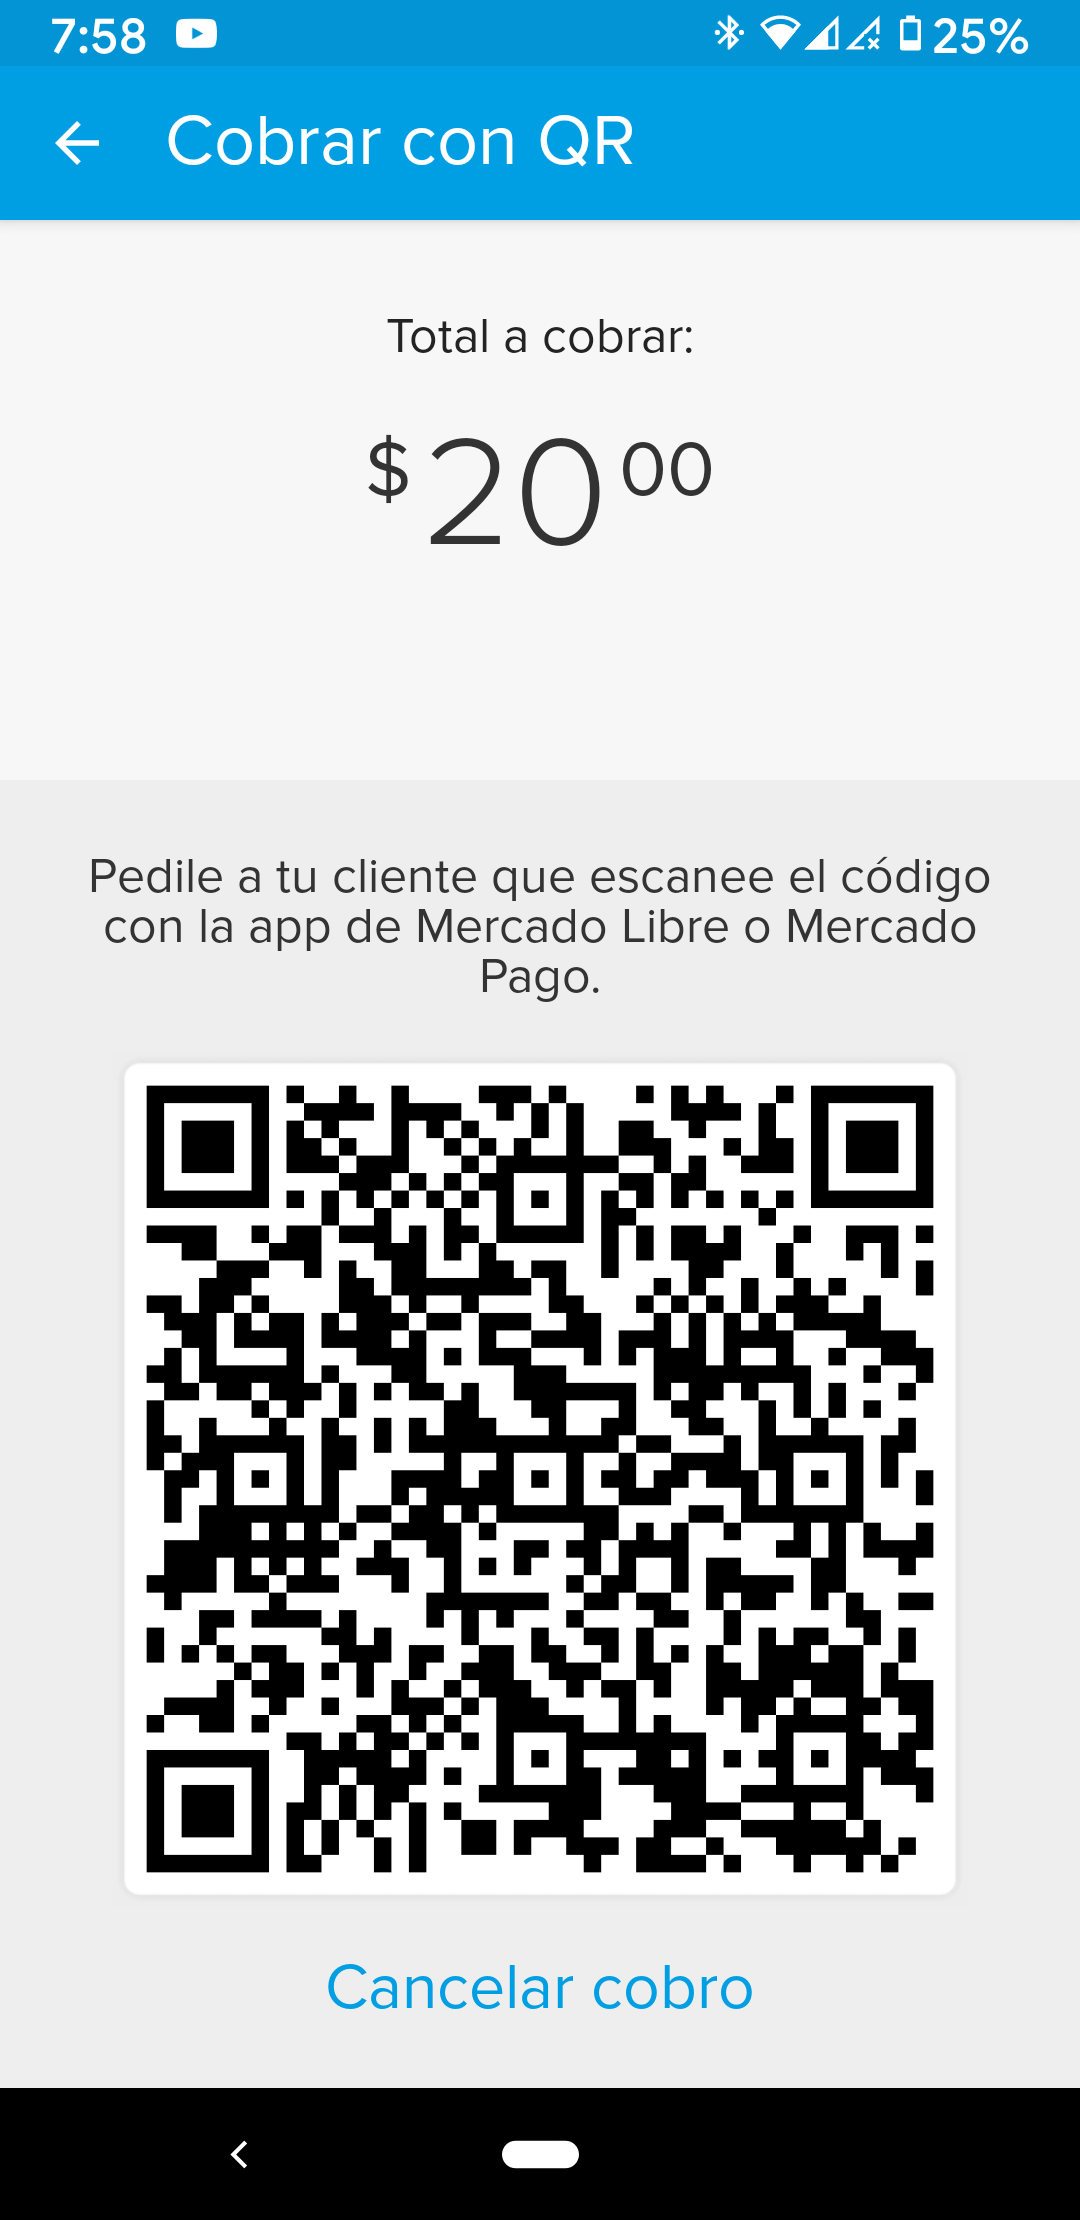 7:58 25%
Cobrar con QR
Total a cobrar:
$ 20 00
Pedile a tu cliente que escanee el código
con la app de Mercado Libre o Mercado
Pago.
Cancelar cobro